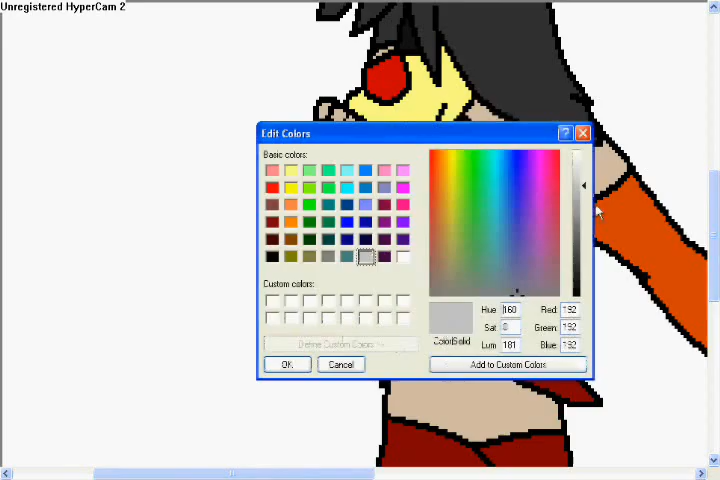 Unregistered HyperCam 2
Edit Colors
Basic colors:
Custom colors:
Define Custom Colors >>
OK
Cancel
Color|Solid
Hue: 160
Sat: 0
Lum: 181
Red: 192
Green: 192
Blue: 192
Add to Custom Colors